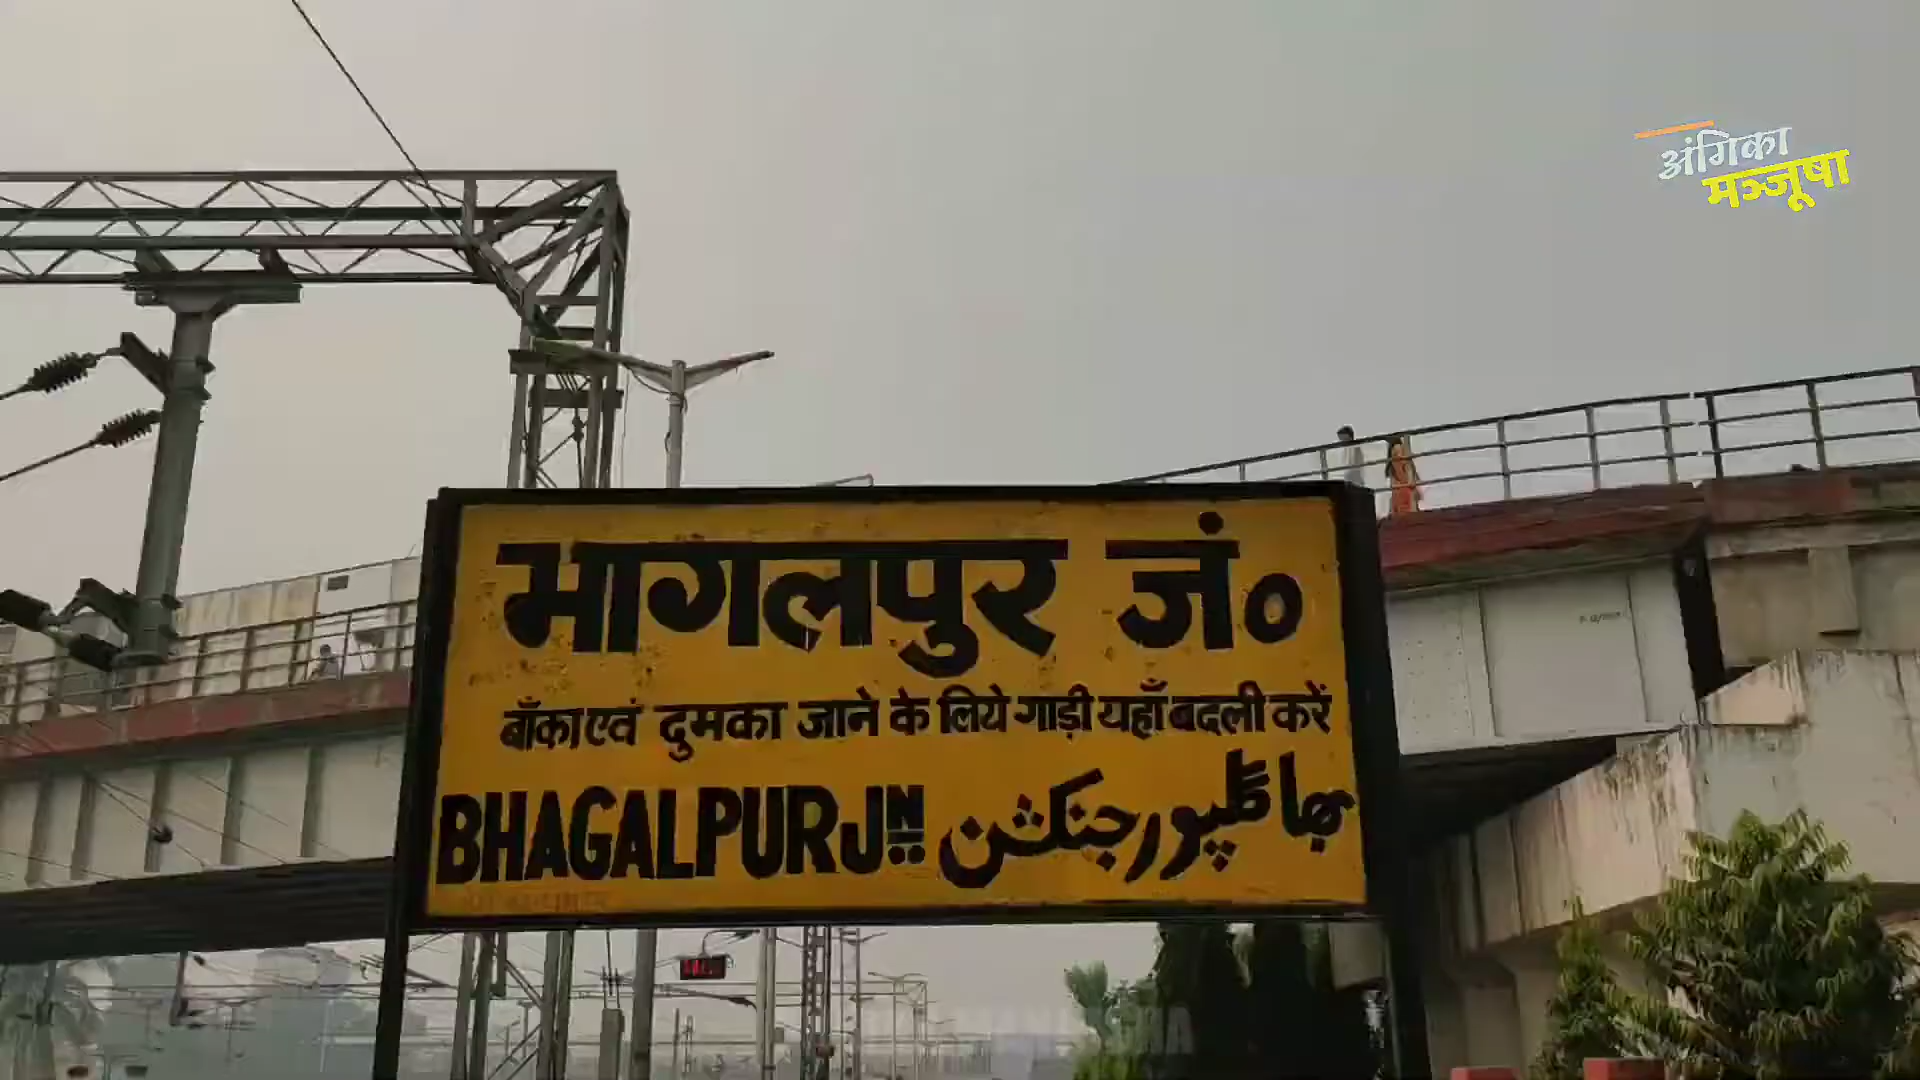 अंगिका
मञ्जूषा
भागलपुर जं०
बाँका एवं दुमका जाने के लिये गाड़ी यहाँ बदली करें
BHAGALPUR JN
بھاگلپور جنکشن